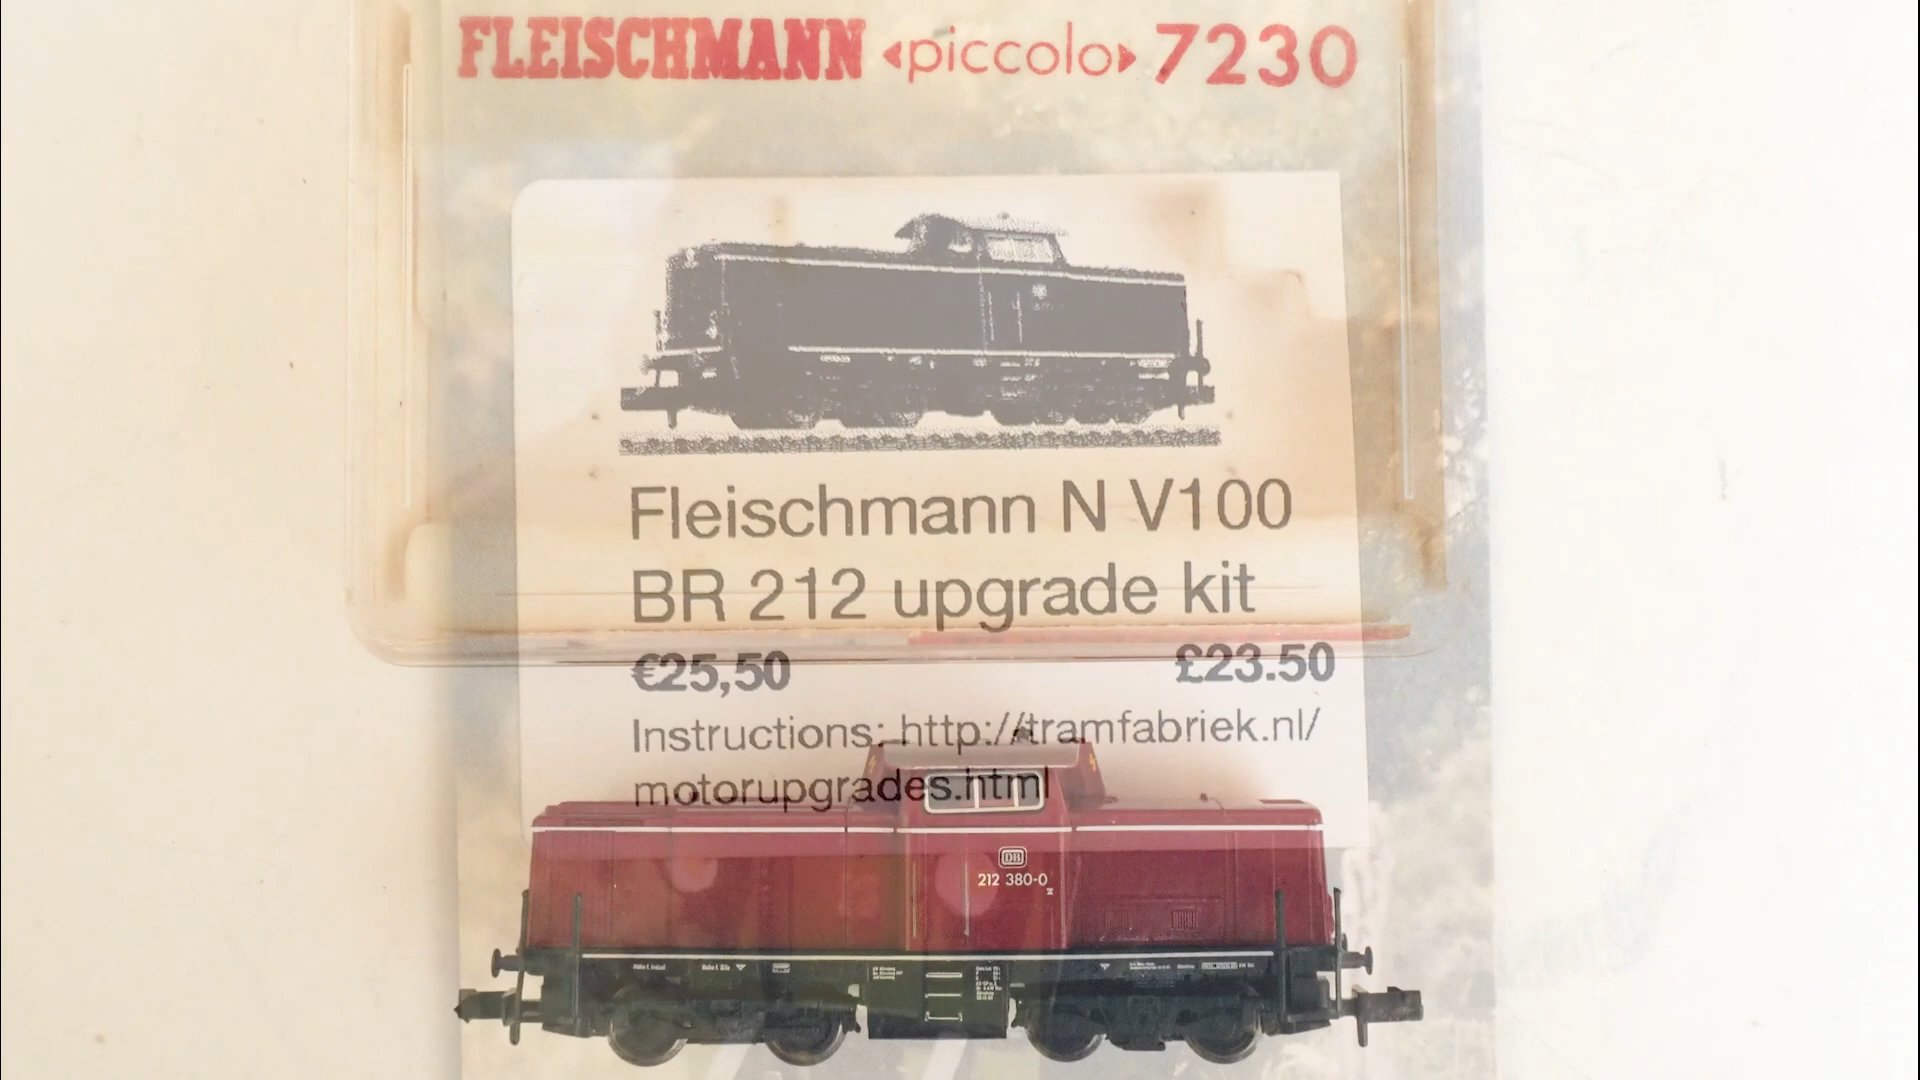 FLEISCHMANN <piccolo> 7230
Fleischmann N V100
BR 212 upgrade kit
€25,50 £23.50
Instructions: http://tramfabriek.nl/
motorupgrades.html
DB
212 380-0